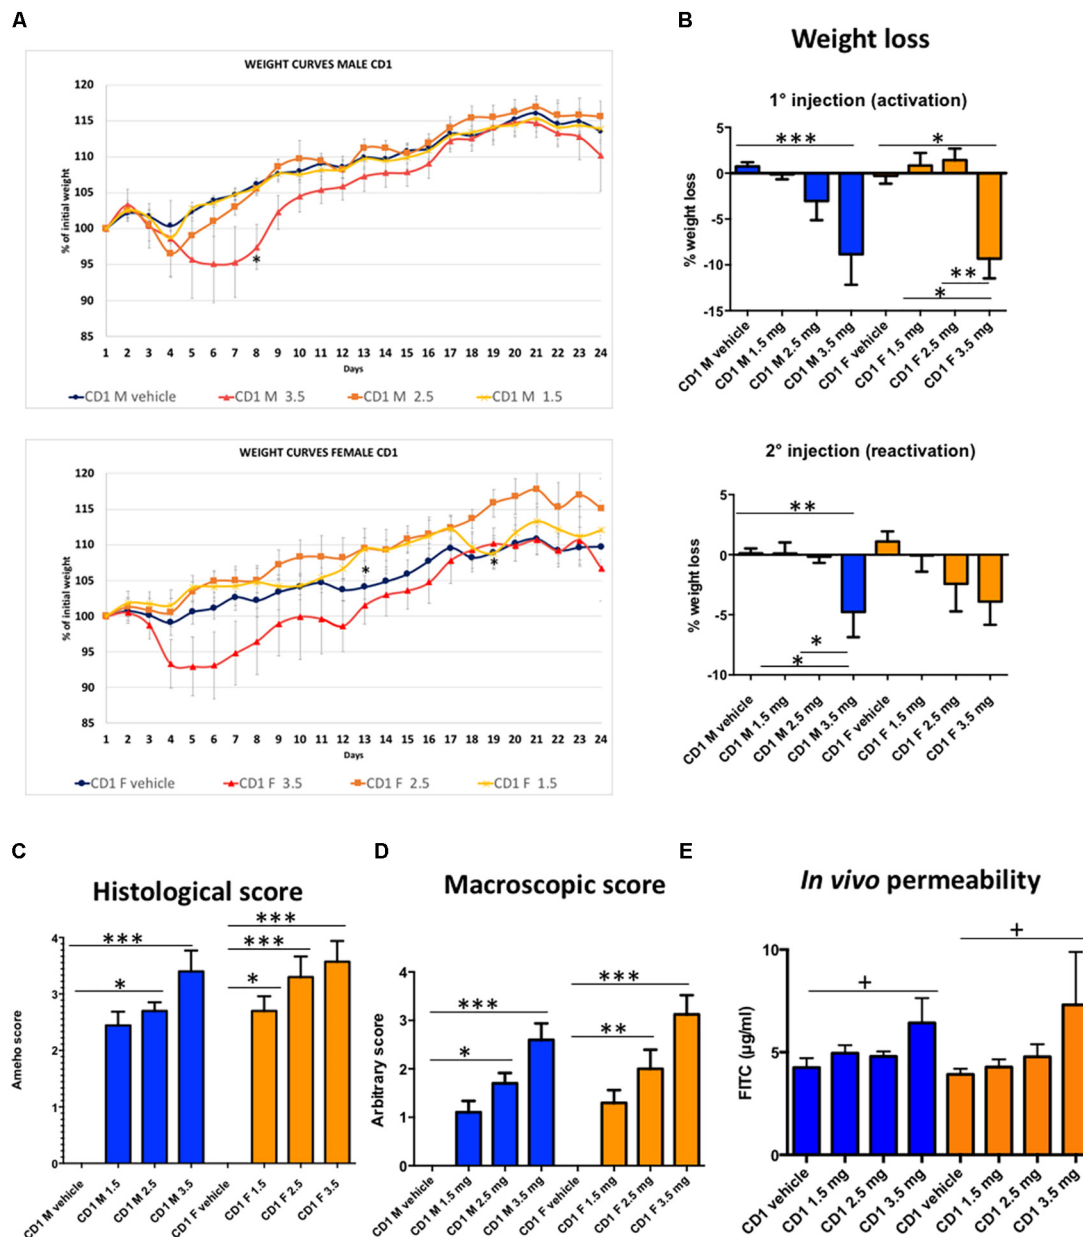 A
WEIGHT CURVES MALE CD1
% of initial weight
120
115
110
105
100
95
90
85
*
1 2 3 4 5 6 7 8 9 10 11 12 13 14 15 16 17 18 19 20 21 22 23 24
Days
CD1 M vehicle CD1 M 3.5 CD1 M 2.5 CD1 M 1.5
WEIGHT CURVES FEMALE CD1
% of initial weight
120
115
110
105
100
95
90
85
* *
1 2 3 4 5 6 7 8 9 10 11 12 13 14 15 16 17 18 19 20 21 22 23 24
Days
CD1 F vehicle CD1 F 3.5 CD1 F 2.5 CD1 F 1.5
B
Weight loss
1° injection (activation)
% weight loss
5
0
-5
-10
-15
*** *
**
*
CD1 M vehicle
CD1 M 1.5 mg
CD1 M 2.5 mg
CD1 M 3.5 mg
CD1 F vehicle
CD1 F 1.5 mg
CD1 F 2.5 mg
CD1 F 3.5 mg
2° injection (reactivation)
% weight loss
5
0
-5
-10
**
*
*
CD1 M vehicle
CD1 M 1.5 mg
CD1 M 2.5 mg
CD1 M 3.5 mg
CD1 F vehicle
CD1 F 1.5 mg
CD1 F 2.5 mg
CD1 F 3.5 mg
C
Histological score
Ameho score
4
3
2
1
0
***
*
***
***
*
CD1 M vehicle
CD1 M 1.5
CD1 M 2.5
CD1 M 3.5
CD1 F vehicle
CD1 F 1.5
CD1 F 2.5
CD1 F 3.5
D
Macroscopic score
Arbitrary score
4
3
2
1
0
***
*
***
**
CD1 M vehicle
CD1 M 1.5 mg
CD1 M 2.5 mg
CD1 M 3.5 mg
CD1 F vehicle
CD1 F 1.5 mg
CD1 F 2.5 mg
CD1 F 3.5 mg
E
In vivo permeability
FITC (µg/ml)
10
5
0
+
+
CD1 vehicle
CD1 1.5 mg
CD1 2.5 mg
CD1 3.5 mg
CD1 vehicle
CD1 1.5 mg
CD1 2.5 mg
CD1 3.5 mg